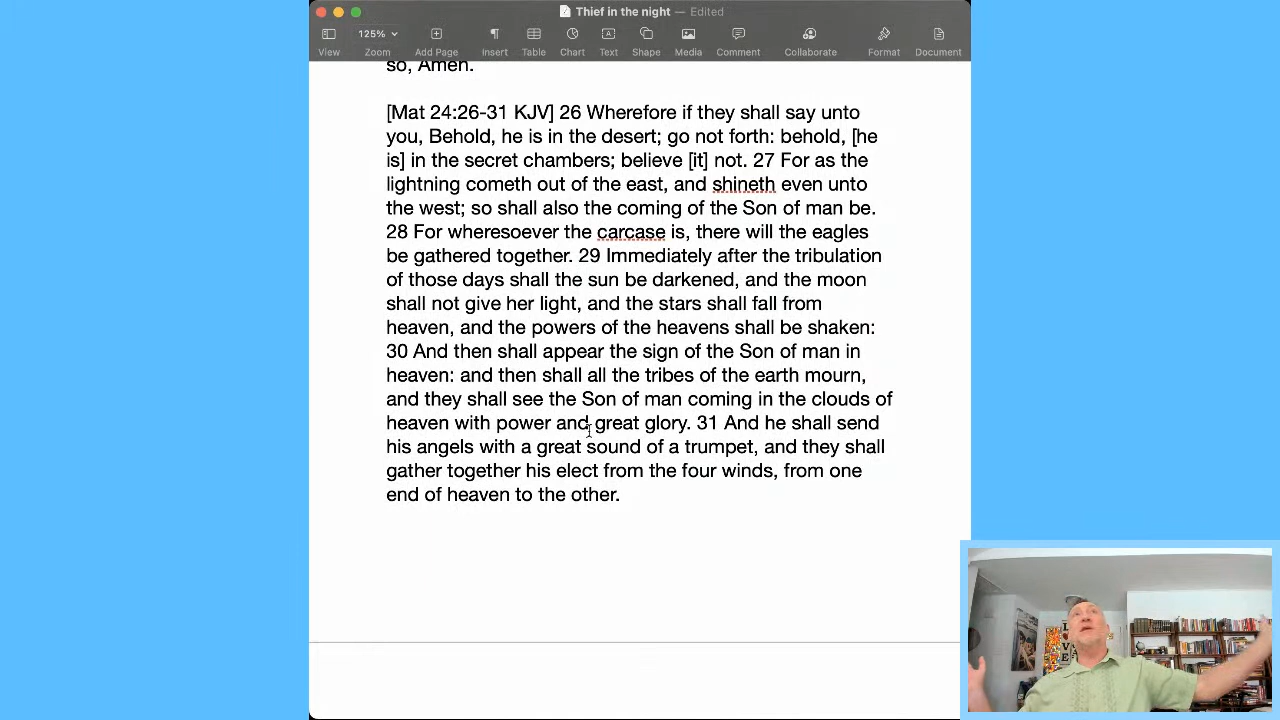 Thief in the night — Edited
125%
View Zoom Add Page Insert Table Chart Text Shape Media Comment Collaborate Format Document
so, Amen.
[Mat 24:26-31 KJV] 26 Wherefore if they shall say unto
you, Behold, he is in the desert; go not forth: behold, [he
is] in the secret chambers; believe [it] not. 27 For as the
lightning cometh out of the east, and shineth even unto
the west; so shall also the coming of the Son of man be.
28 For wheresoever the carcase is, there will the eagles
be gathered together. 29 Immediately after the tribulation
of those days shall the sun be darkened, and the moon
shall not give her light, and the stars shall fall from
heaven, and the powers of the heavens shall be shaken:
30 And then shall appear the sign of the Son of man in
heaven: and then shall all the tribes of the earth mourn,
and they shall see the Son of man coming in the clouds of
heaven with power and great glory. 31 And he shall send
his angels with a great sound of a trumpet, and they shall
gather together his elect from the four winds, from one
end of heaven to the other.